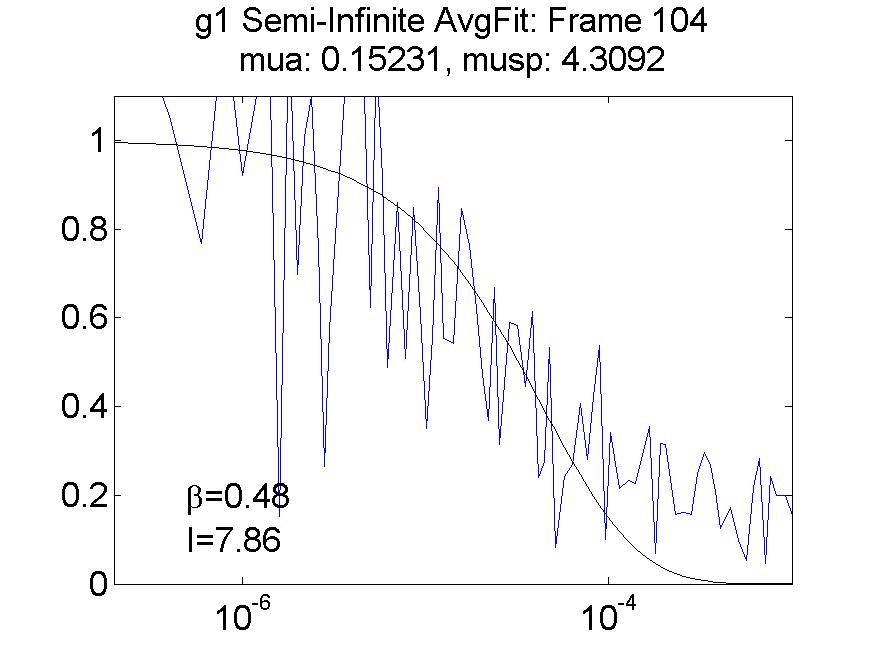 g1 Semi-Infinite AvgFit: Frame 104
mua: 0.15231, musp: 4.3092
1
0.8
0.6
0.4
0.2
0
β=0.48
I=7.86
10^-6 10^-4